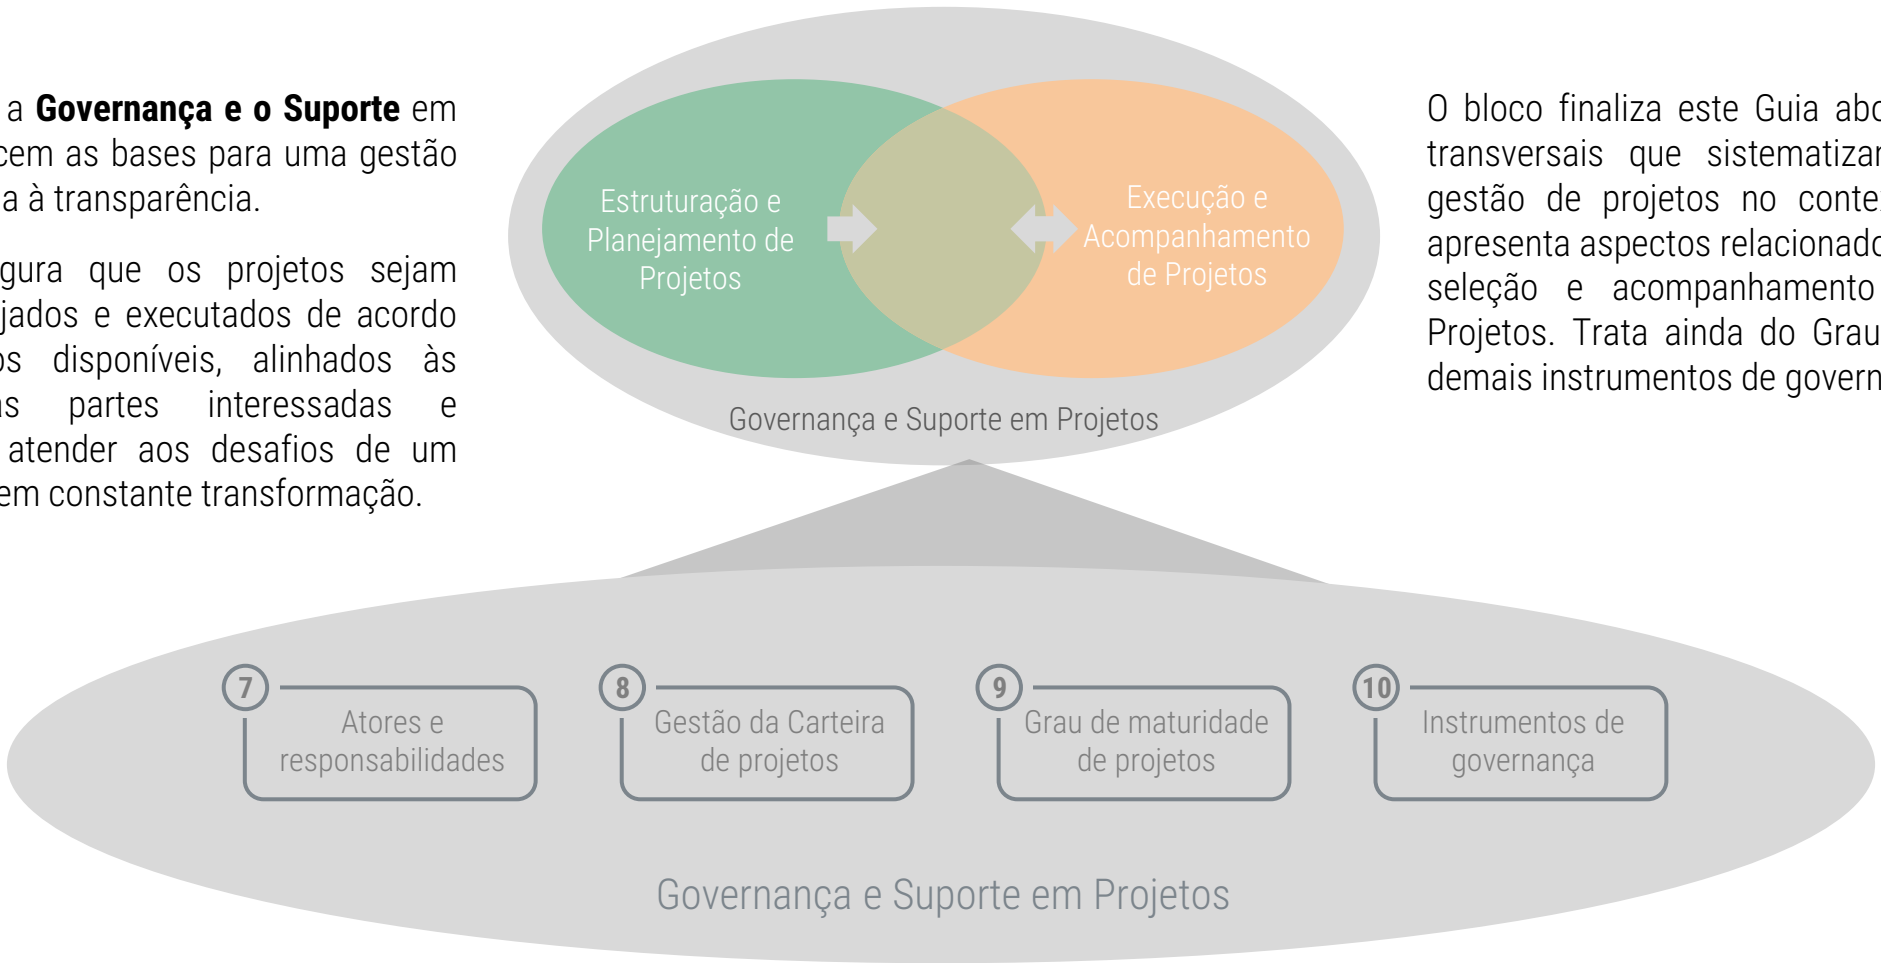 a Governança e o Suporte em
cem as bases para uma gestão
a à transparência.
gura que os projetos sejam
jados e executados de acordo
os disponíveis, alinhados às
as partes interessadas e
atender aos desafios de um
em constante transformação.
Estruturação e
Planejamento de
Projetos
Execução e
Acompanhamento
de Projetos
Governança e Suporte em Projetos
O bloco finaliza este Guia abo
transversais que sistematiza
gestão de projetos no conte
apresenta aspectos relacionado
seleção e acompanhamento
Projetos. Trata ainda do Grau
demais instrumentos de govern
7
Atores e
responsabilidades
8
Gestão da Carteira
de projetos
9
Grau de maturidade
de projetos
10
Instrumentos de
governança
Governança e Suporte em Projetos